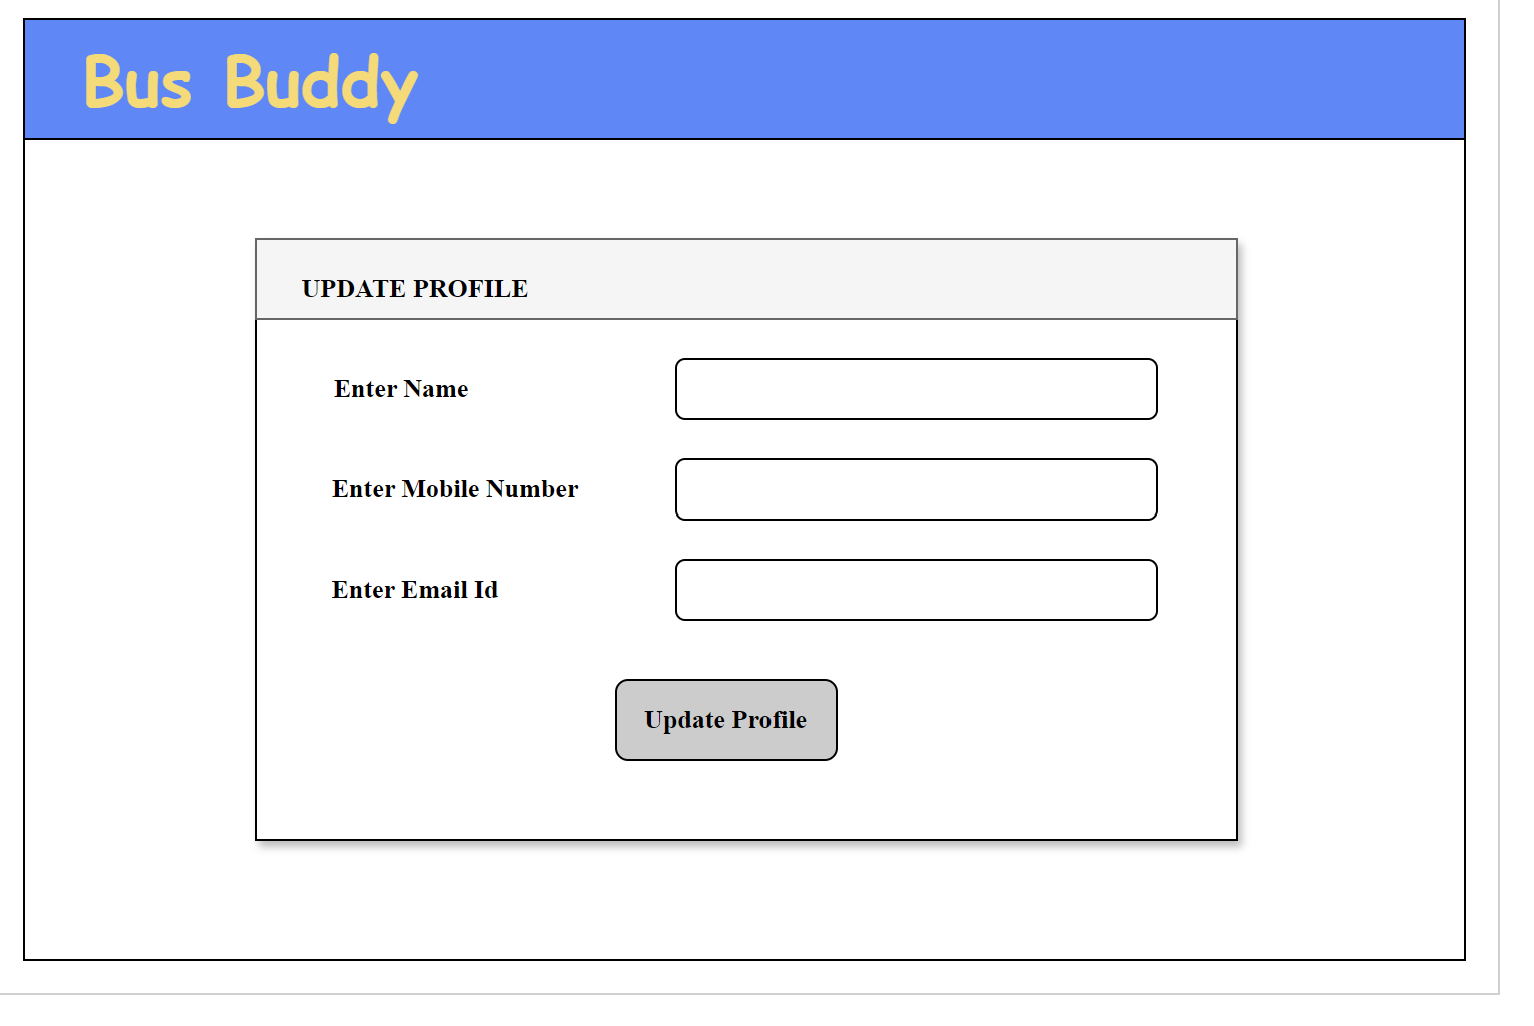 Bus Buddy
UPDATE PROFILE
Enter Name
Enter Mobile Number
Enter Email Id
Update Profile